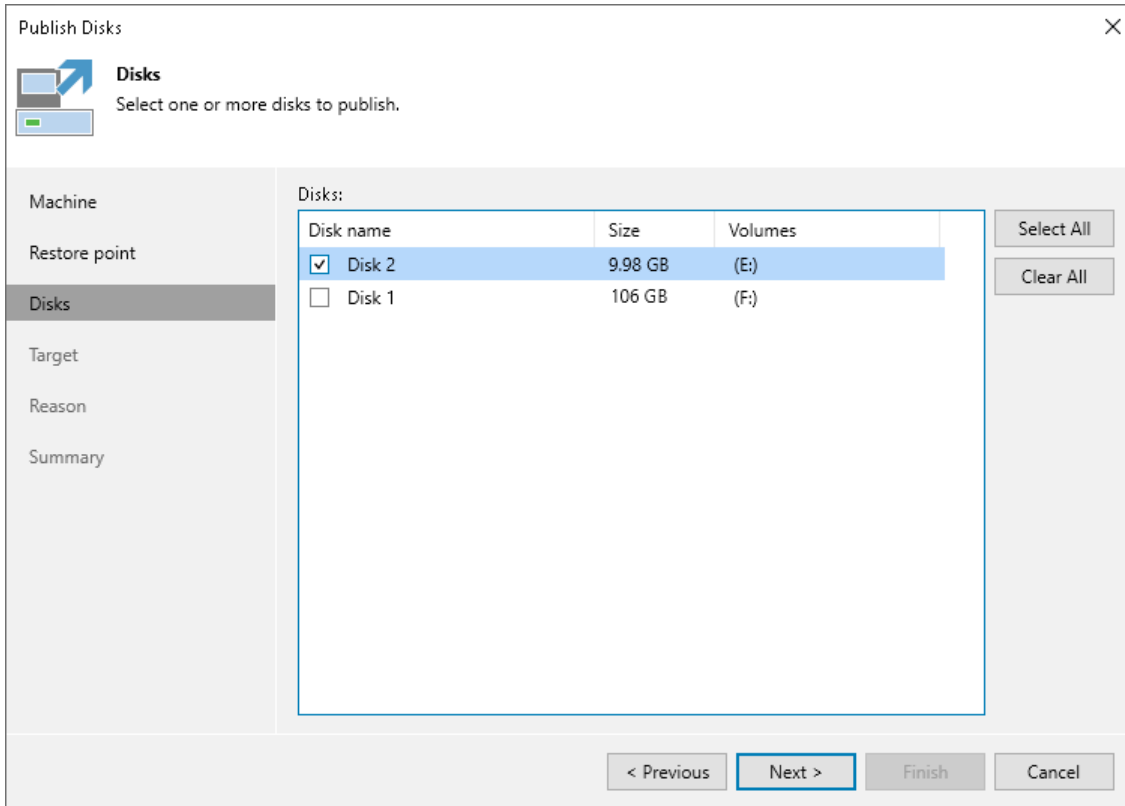 Publish Disks
Disks
Select one or more disks to publish.
Machine
Restore point
Disks
Target
Reason
Summary
Disks:
Disk name Size Volumes
Disk 2 9.98 GB (E:)
Disk 1 106 GB (F:)
Select All
Clear All
< Previous Next > Finish Cancel